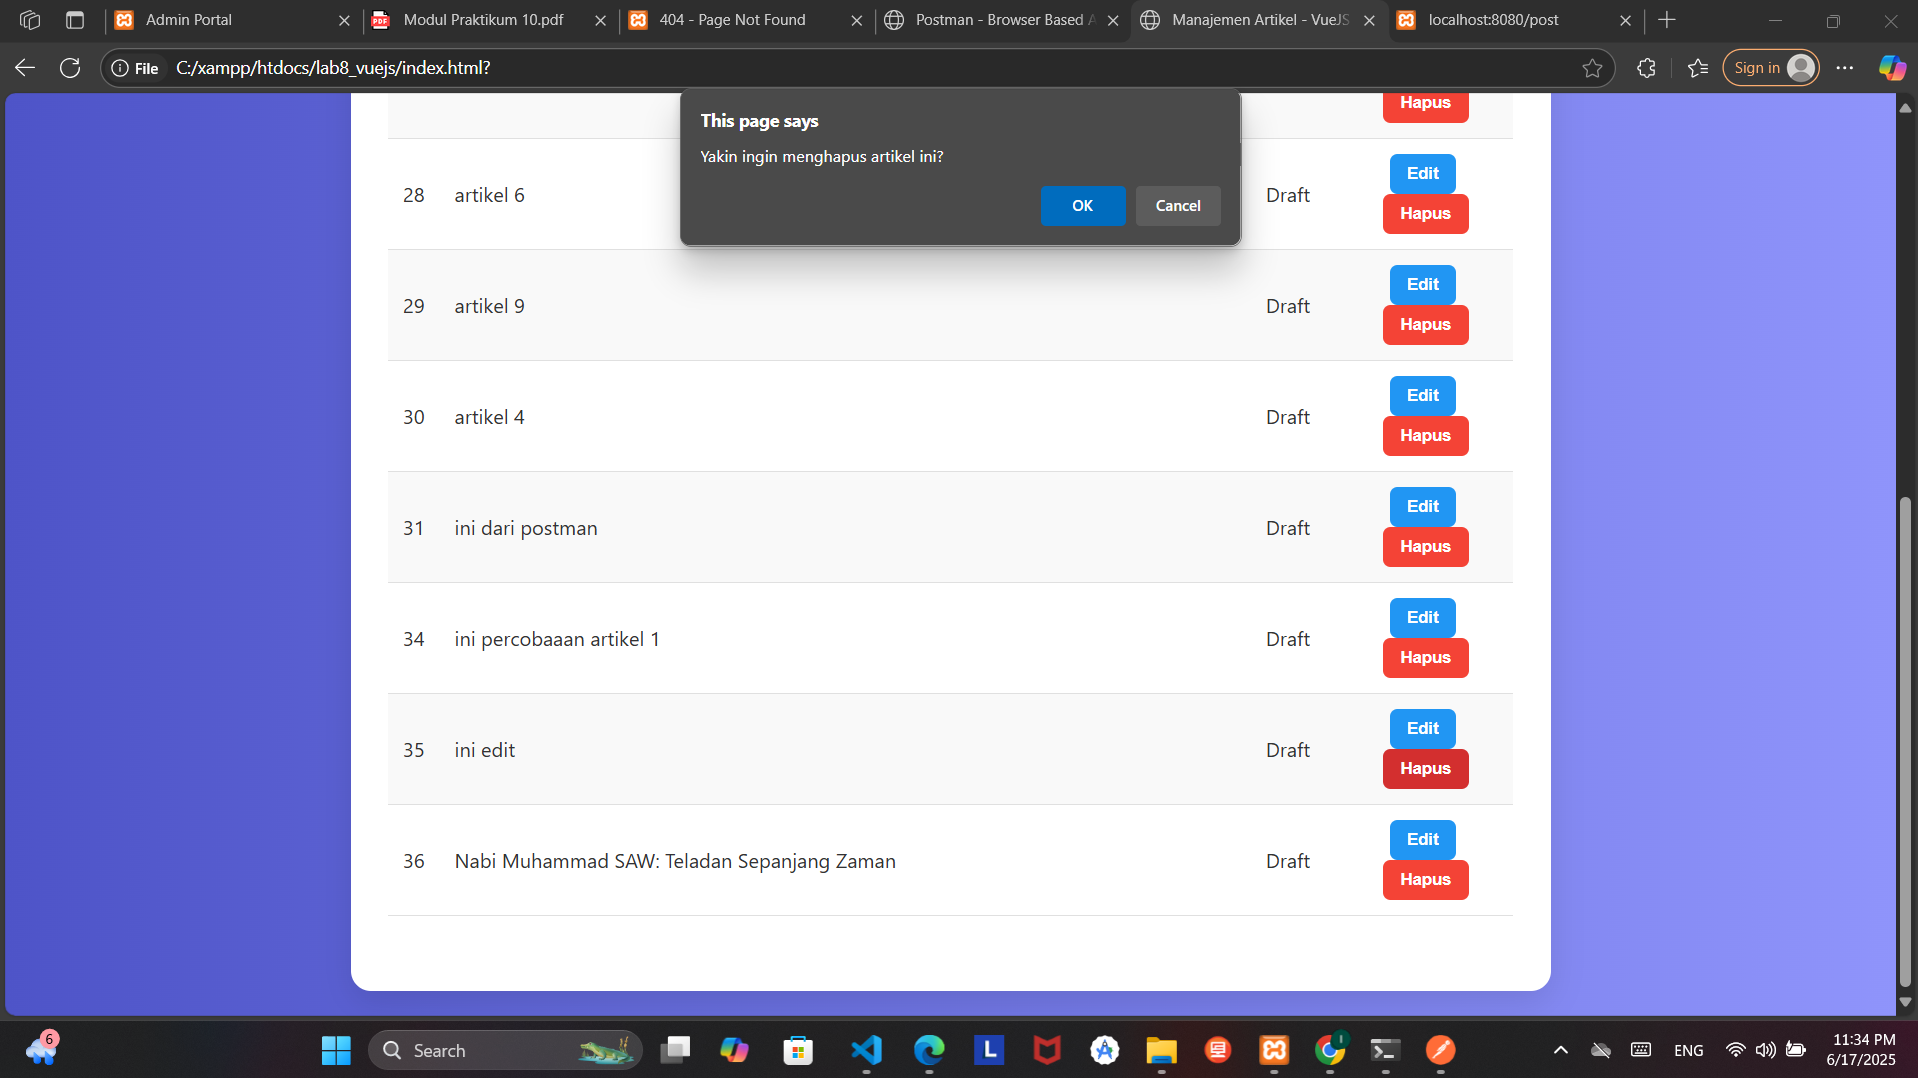 Admin Portal
Modul Praktikum 10.pdf
404 - Page Not Found
Postman - Browser Based A
Manajemen Artikel - VueJS
localhost:8080/post
File
C:/xampp/htdocs/lab8_vuejs/index.html?
Sign in
This page says
Yakin ingin menghapus artikel ini?
OK
Cancel
Hapus
28 artikel 6 Draft Edit
Hapus
29 artikel 9 Draft Edit
Hapus
30 artikel 4 Draft Edit
Hapus
31 ini dari postman Draft Edit
Hapus
34 ini percobaaan artikel 1 Draft Edit
Hapus
35 ini edit Draft Edit
Hapus
36 Nabi Muhammad SAW: Teladan Sepanjang Zaman Draft Edit
Hapus
6
Search
L
ENG
11:34 PM
6/17/2025